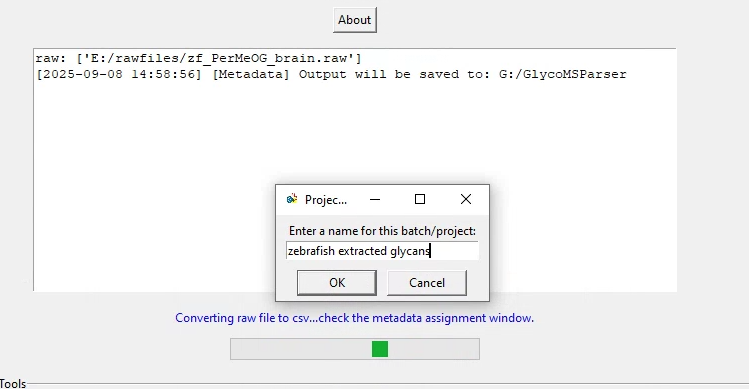 About
raw: ['E:/rawfiles/zf_PerMeOG_brain.raw']
[2025-09-08 14:58:56] [Metadata] Output will be saved to: G:/GlycoMSParser
Projec...
Enter a name for this batch/project:
zebrafish extracted glycans
OK Cancel
Converting raw file to csv...check the metadata assignment window.
Tools